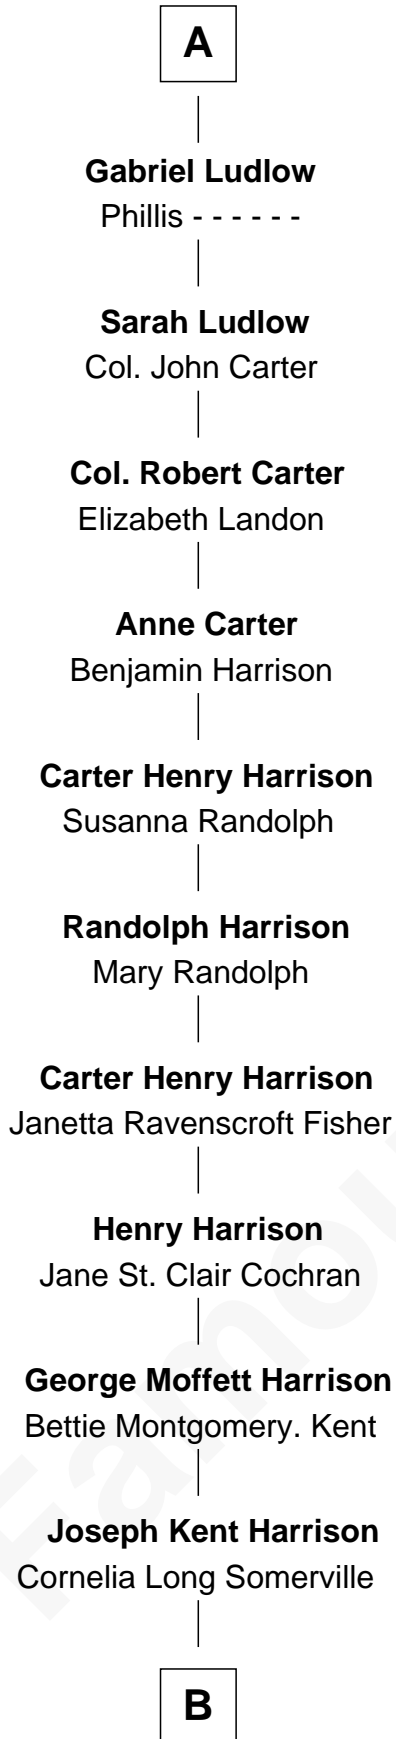 A
Gabriel Ludlow
Phillis - - - - - -
Sarah Ludlow
Col. John Carter
Col. Robert Carter
Elizabeth Landon
Anne Carter
Benjamin Harrison
Carter Henry Harrison
Susanna Randolph
Randolph Harrison
Mary Randolph
Carter Henry Harrison
Janetta Ravenscroft Fisher
Henry Harrison
Jane St. Clair Cochran
George Moffett Harrison
Bettie Montgomery. Kent
Joseph Kent Harrison
Cornelia Long Somerville
B